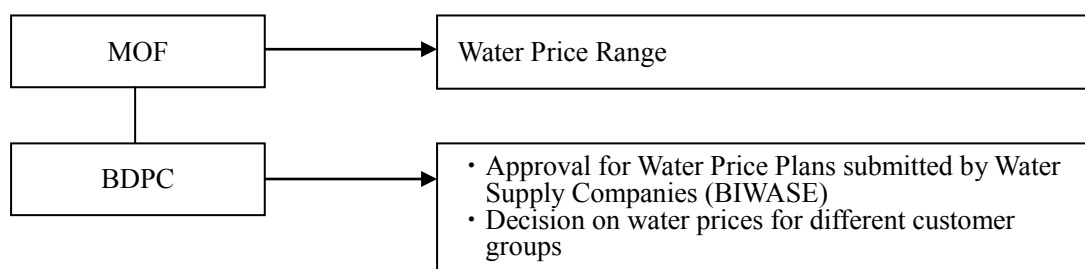 MOF
Water Price Range
BDPC
・Approval for Water Price Plans submitted by Water
Supply Companies (BIWASE)
・Decision on water prices for different customer
groups